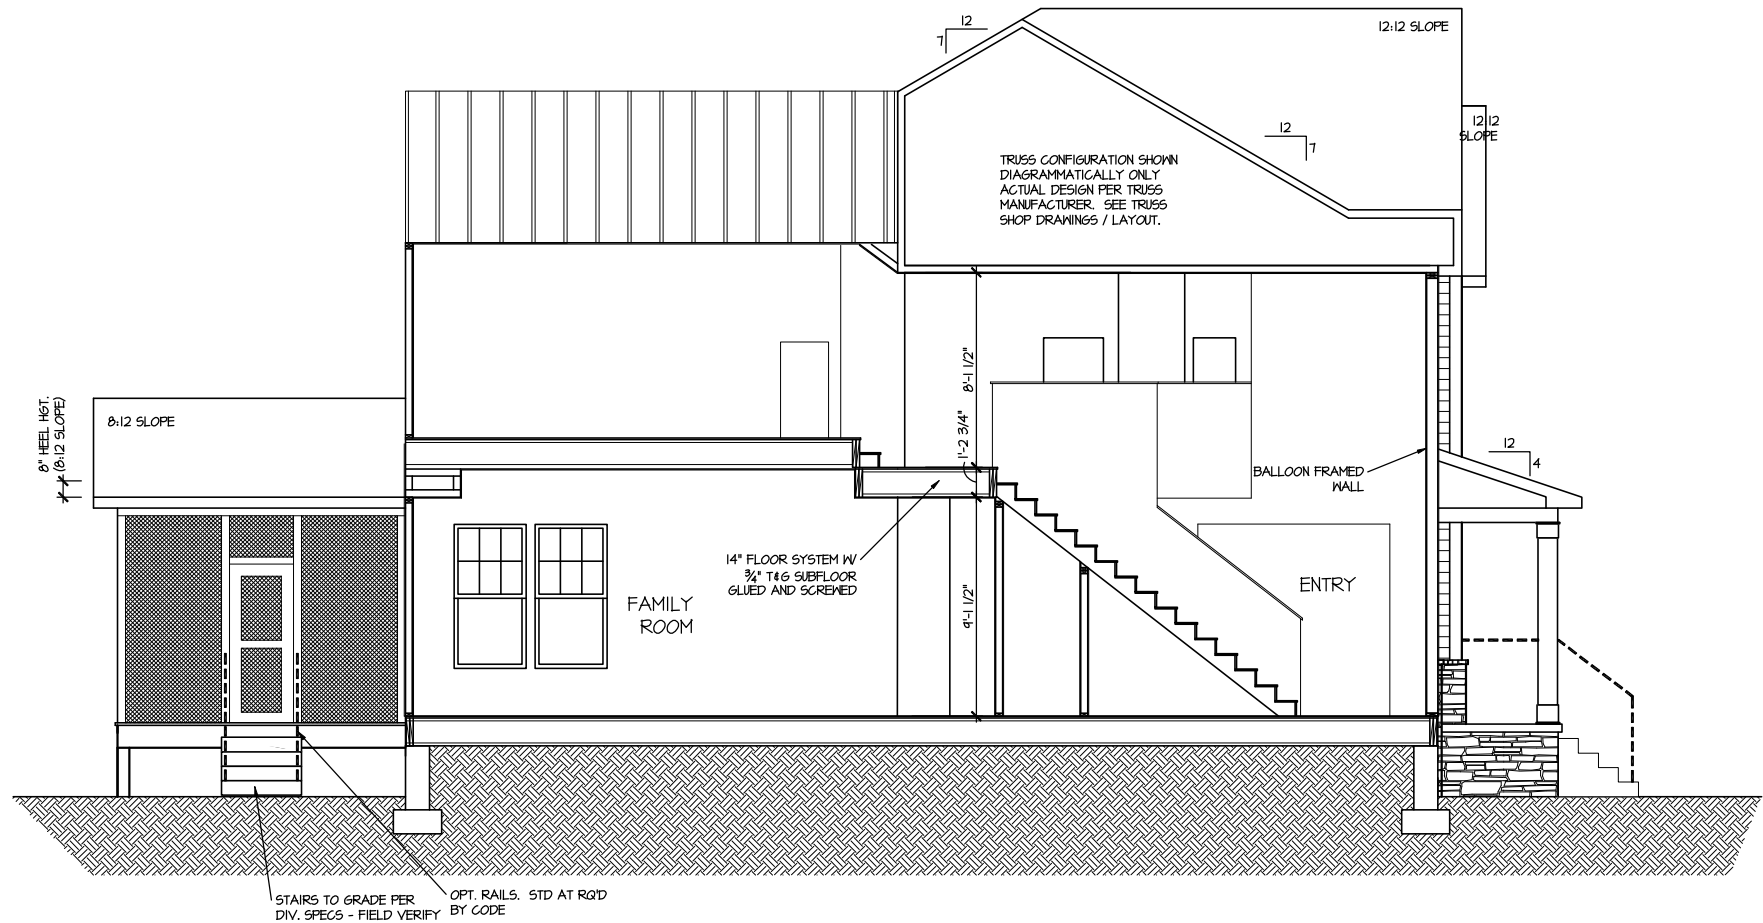 12
7
12:12 SLOPE
12:12
SLOPE
12
7
TRUSS CONFIGURATION SHOWN
DIAGRAMMATICALLY ONLY
ACTUAL DESIGN PER TRUSS
MANUFACTURER. SEE TRUSS
SHOP DRAWINGS / LAYOUT.
8'-1 1/2"
8" HEEL HGT.
(8:12 SLOPE)
8:12 SLOPE
1'-2 3/4"
12
4
BALLOON FRAMED
WALL
14" FLOOR SYSTEM W/
3/4" T&G SUBFLOOR
GLUED AND SCREWED
FAMILY
ROOM
9'-1 1/2"
ENTRY
STAIRS TO GRADE PER
DIV. SPECS - FIELD VERIFY
OPT. RAILS. STD AT RQ'D
BY CODE